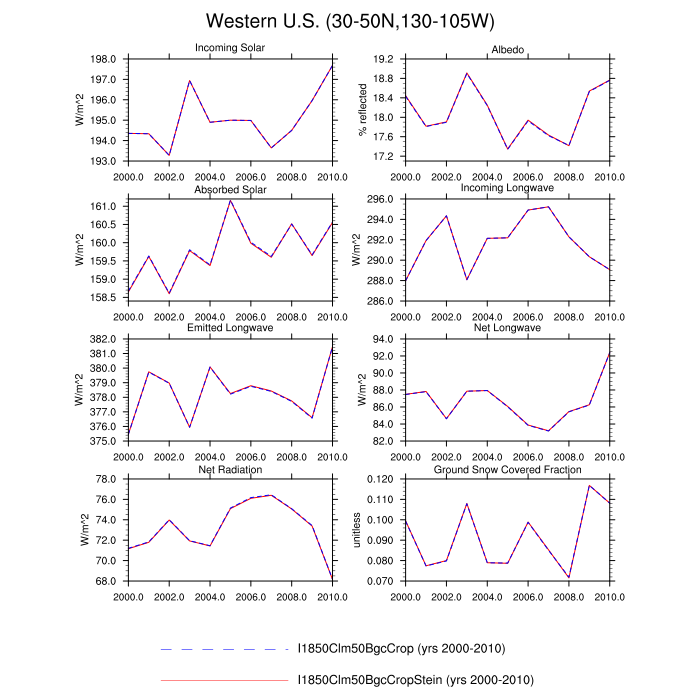 Western U.S. (30-50N,130-105W)
Incoming Solar
W/m^2
198.0
197.0
196.0
195.0
194.0
193.0
2000.0 2002.0 2004.0 2006.0 2008.0 2010.0
Albedo
% reflected
19.2
18.8
18.4
18.0
17.6
17.2
2000.0 2002.0 2004.0 2006.0 2008.0 2010.0
Absorbed Solar
W/m^2
161.0
160.5
160.0
159.5
159.0
158.5
2000.0 2002.0 2004.0 2006.0 2008.0 2010.0
Incoming Longwave
W/m^2
296.0
294.0
292.0
290.0
288.0
286.0
2000.0 2002.0 2004.0 2006.0 2008.0 2010.0
Emitted Longwave
W/m^2
382.0
381.0
380.0
379.0
378.0
377.0
376.0
375.0
2000.0 2002.0 2004.0 2006.0 2008.0 2010.0
Net Longwave
W/m^2
94.0
92.0
90.0
88.0
86.0
84.0
82.0
2000.0 2002.0 2004.0 2006.0 2008.0 2010.0
Net Radiation
W/m^2
78.0
76.0
74.0
72.0
70.0
68.0
2000.0 2002.0 2004.0 2006.0 2008.0 2010.0
Ground Snow Covered Fraction
unitless
0.120
0.110
0.100
0.090
0.080
0.070
2000.0 2002.0 2004.0 2006.0 2008.0 2010.0
I1850Clm50BgcCrop (yrs 2000-2010)
I1850Clm50BgcCropStein (yrs 2000-2010)